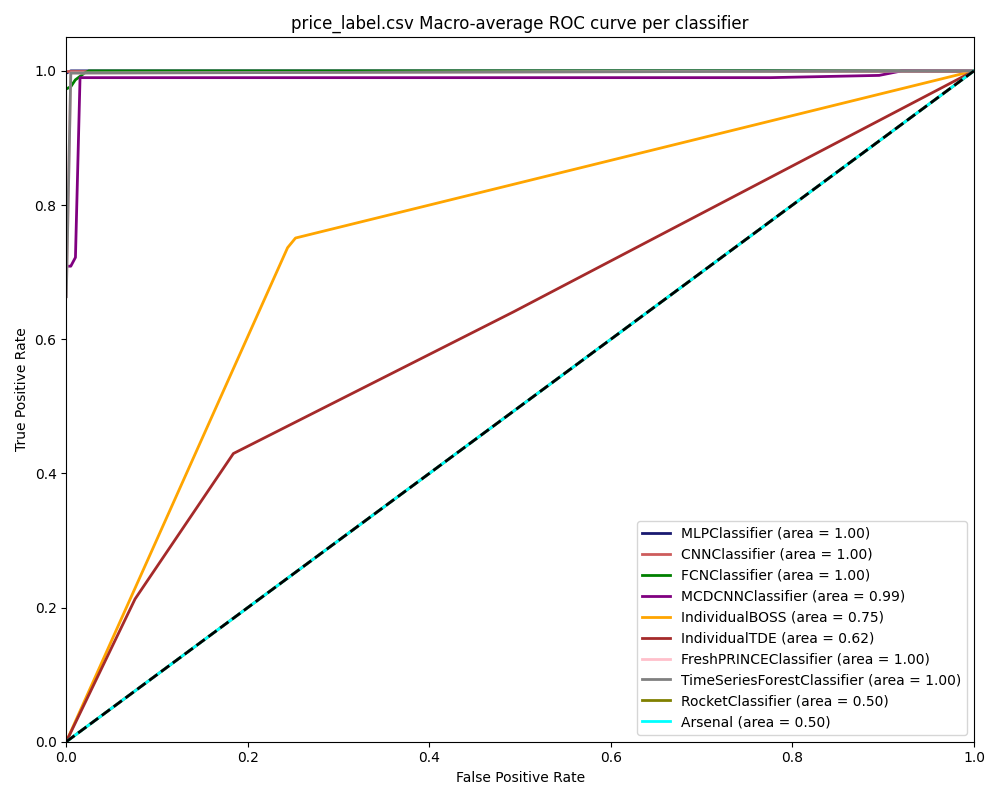 price_label.csv Macro-average ROC curve per classifier
True Positive Rate
1.0
0.8
0.6
0.4
0.2
0.0
MLPClassifier (area = 1.00)
CNNClassifier (area = 1.00)
FCNClassifier (area = 1.00)
MCDCNNClassifier (area = 0.99)
IndividualBOSS (area = 0.75)
IndividualTDE (area = 0.62)
FreshPRINCEClassifier (area = 1.00)
TimeSeriesForestClassifier (area = 1.00)
RocketClassifier (area = 0.50)
Arsenal (area = 0.50)
0.0 0.2 0.4 0.6 0.8 1.0
False Positive Rate